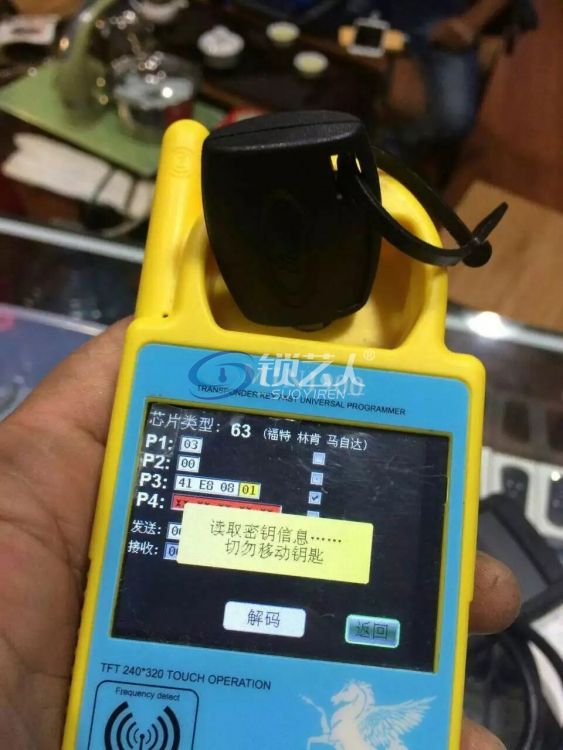 锁艺人®
SUOYIREN
TRANSPONDER KEY FAST UNIVERSAL PROGRAMMER
芯片类型: 63 (福特 林肯 马自达)
P1: 03
P2: 00
P3: 41 E8 08 01
P4:
读取密钥信息……
切勿移动钥匙
发送:
接收:
解码
返回
TFT 240*320 TOUCH OPERATION
Frequency detect